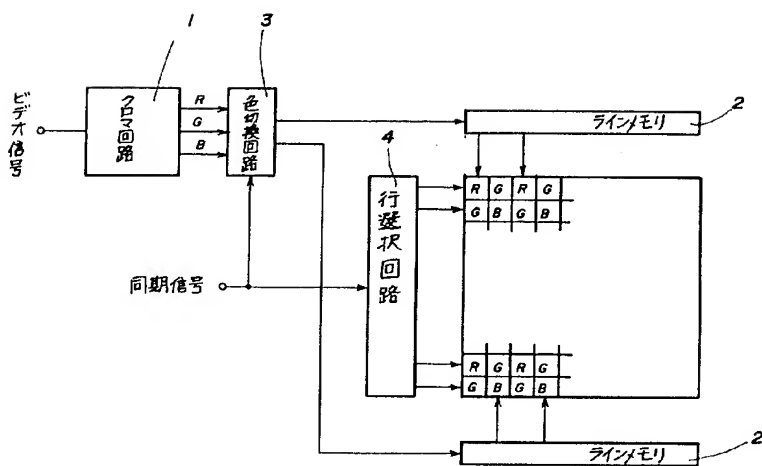 1
3
ビデオ信号
クロマ回路
R
G
B
色切換回路
ラインメモリ
2
4
行選択回路
R G R G
G B G B
同期信号
R G R G
G B G B
ラインメモリ
2